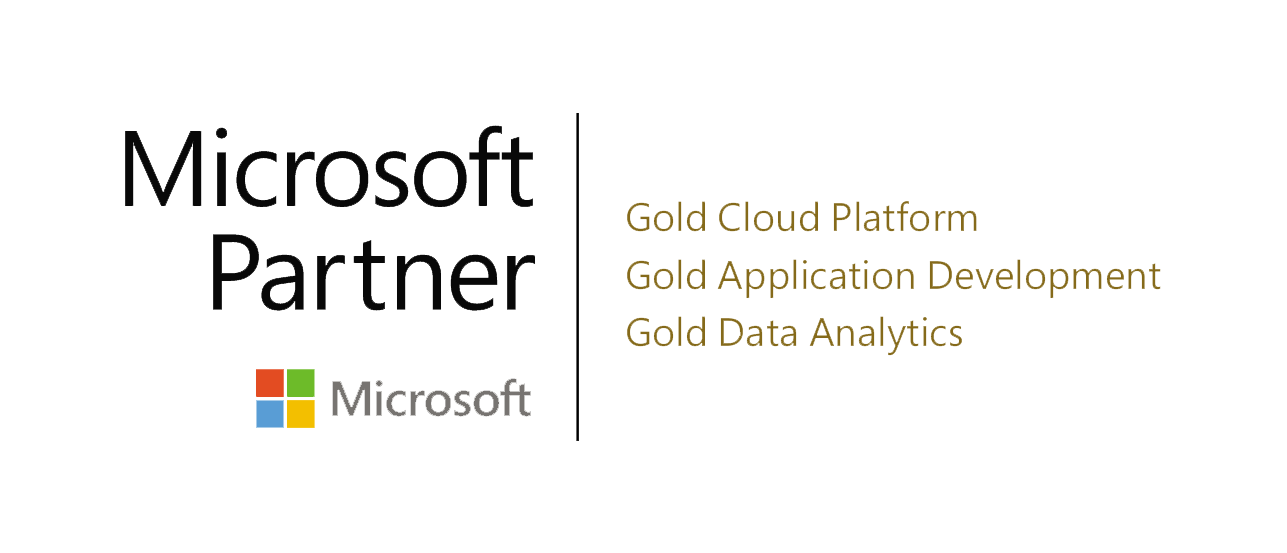 Microsoft
Partner
Microsoft
Gold Cloud Platform
Gold Application Development
Gold Data Analytics